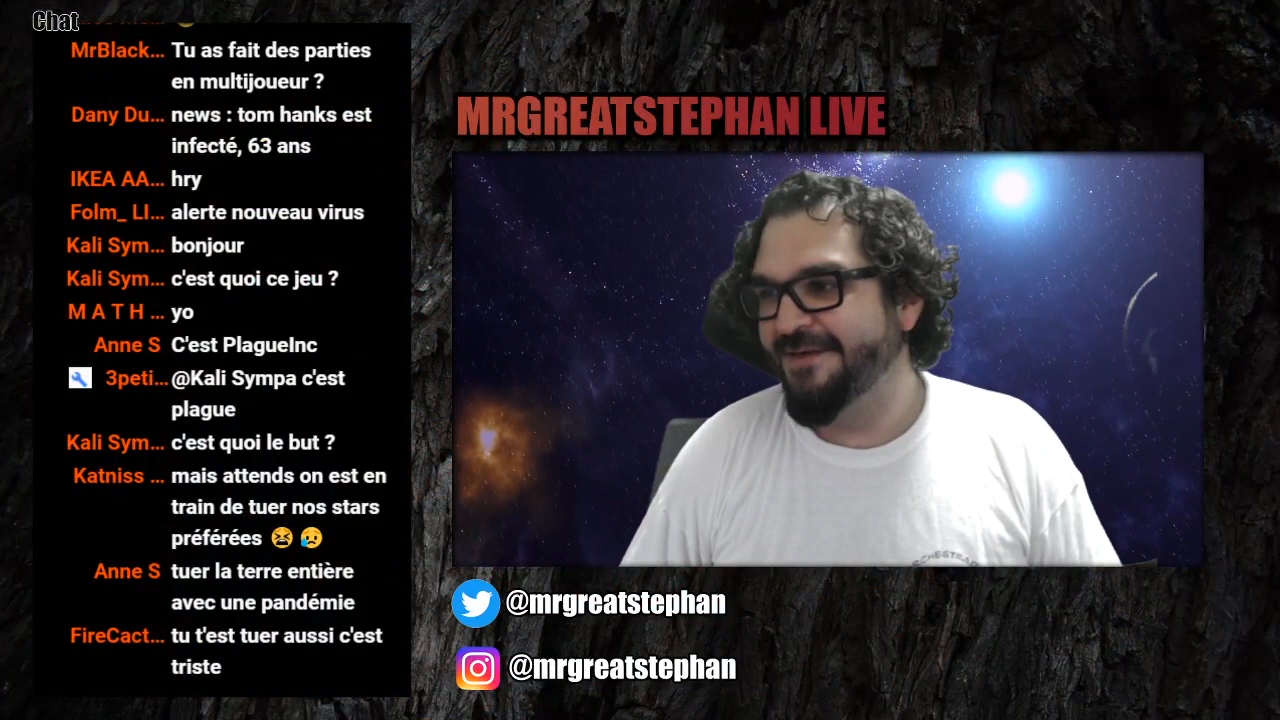 Chat
MrBlack... Tu as fait des parties
en multijoueur ?
Dany Du... news : tom hanks est
infecté, 63 ans
IKEA AA... hry
Folm_ LI... alerte nouveau virus
Kali Sym... bonjour
Kali Sym... c'est quoi ce jeu ?
M A T H ... yo
Anne S C'est PlagueInc
3peti... @Kali Sympa c'est
plague
Kali Sym... c'est quoi le but ?
Katniss ... mais attends on est en
train de tuer nos stars
préférées 😫 😥
Anne S tuer la terre entière
avec une pandémie
FireCact... tu t'est tuer aussi c'est
triste
MRGREATSTEPHAN LIVE
@mrgreatstephan
@mrgreatstephan